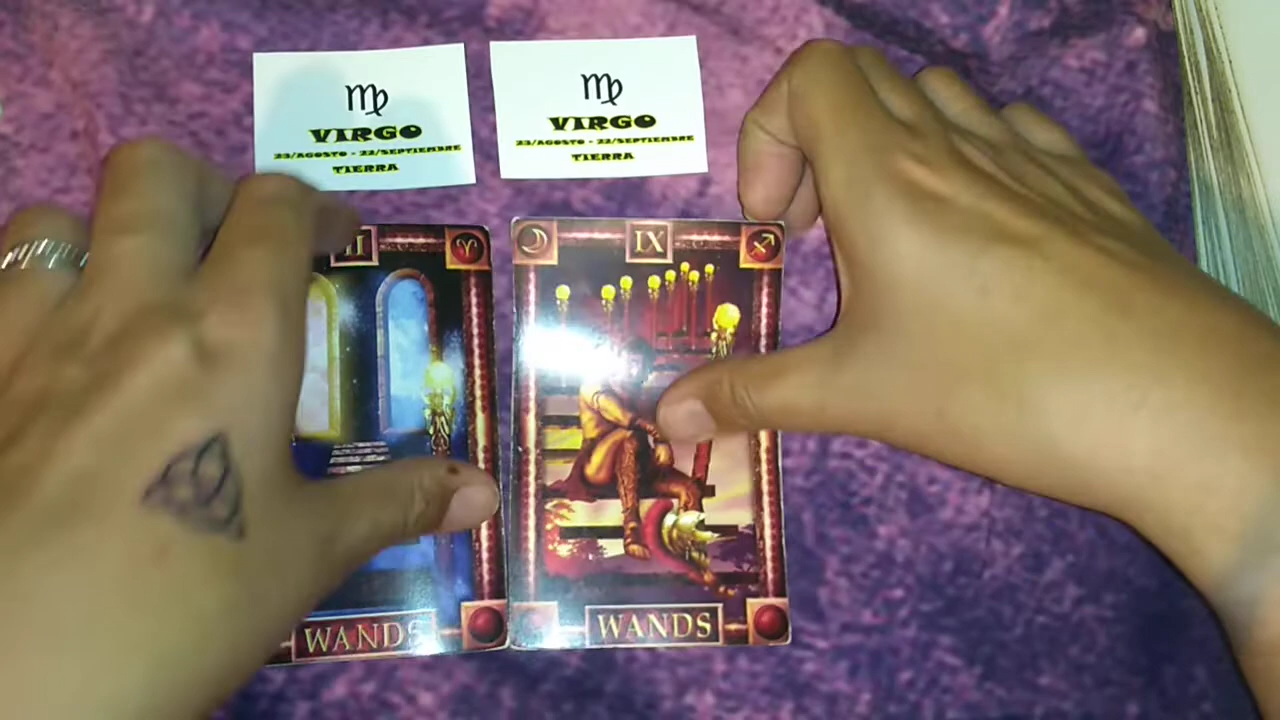 VIRGO
23/AGOSTO - 22/SEPTIEMBRE
TIERRA
VIRGO
23/AGOSTO - 22/SEPTIEMBRE
TIERRA
IX
WANDS
WANDS